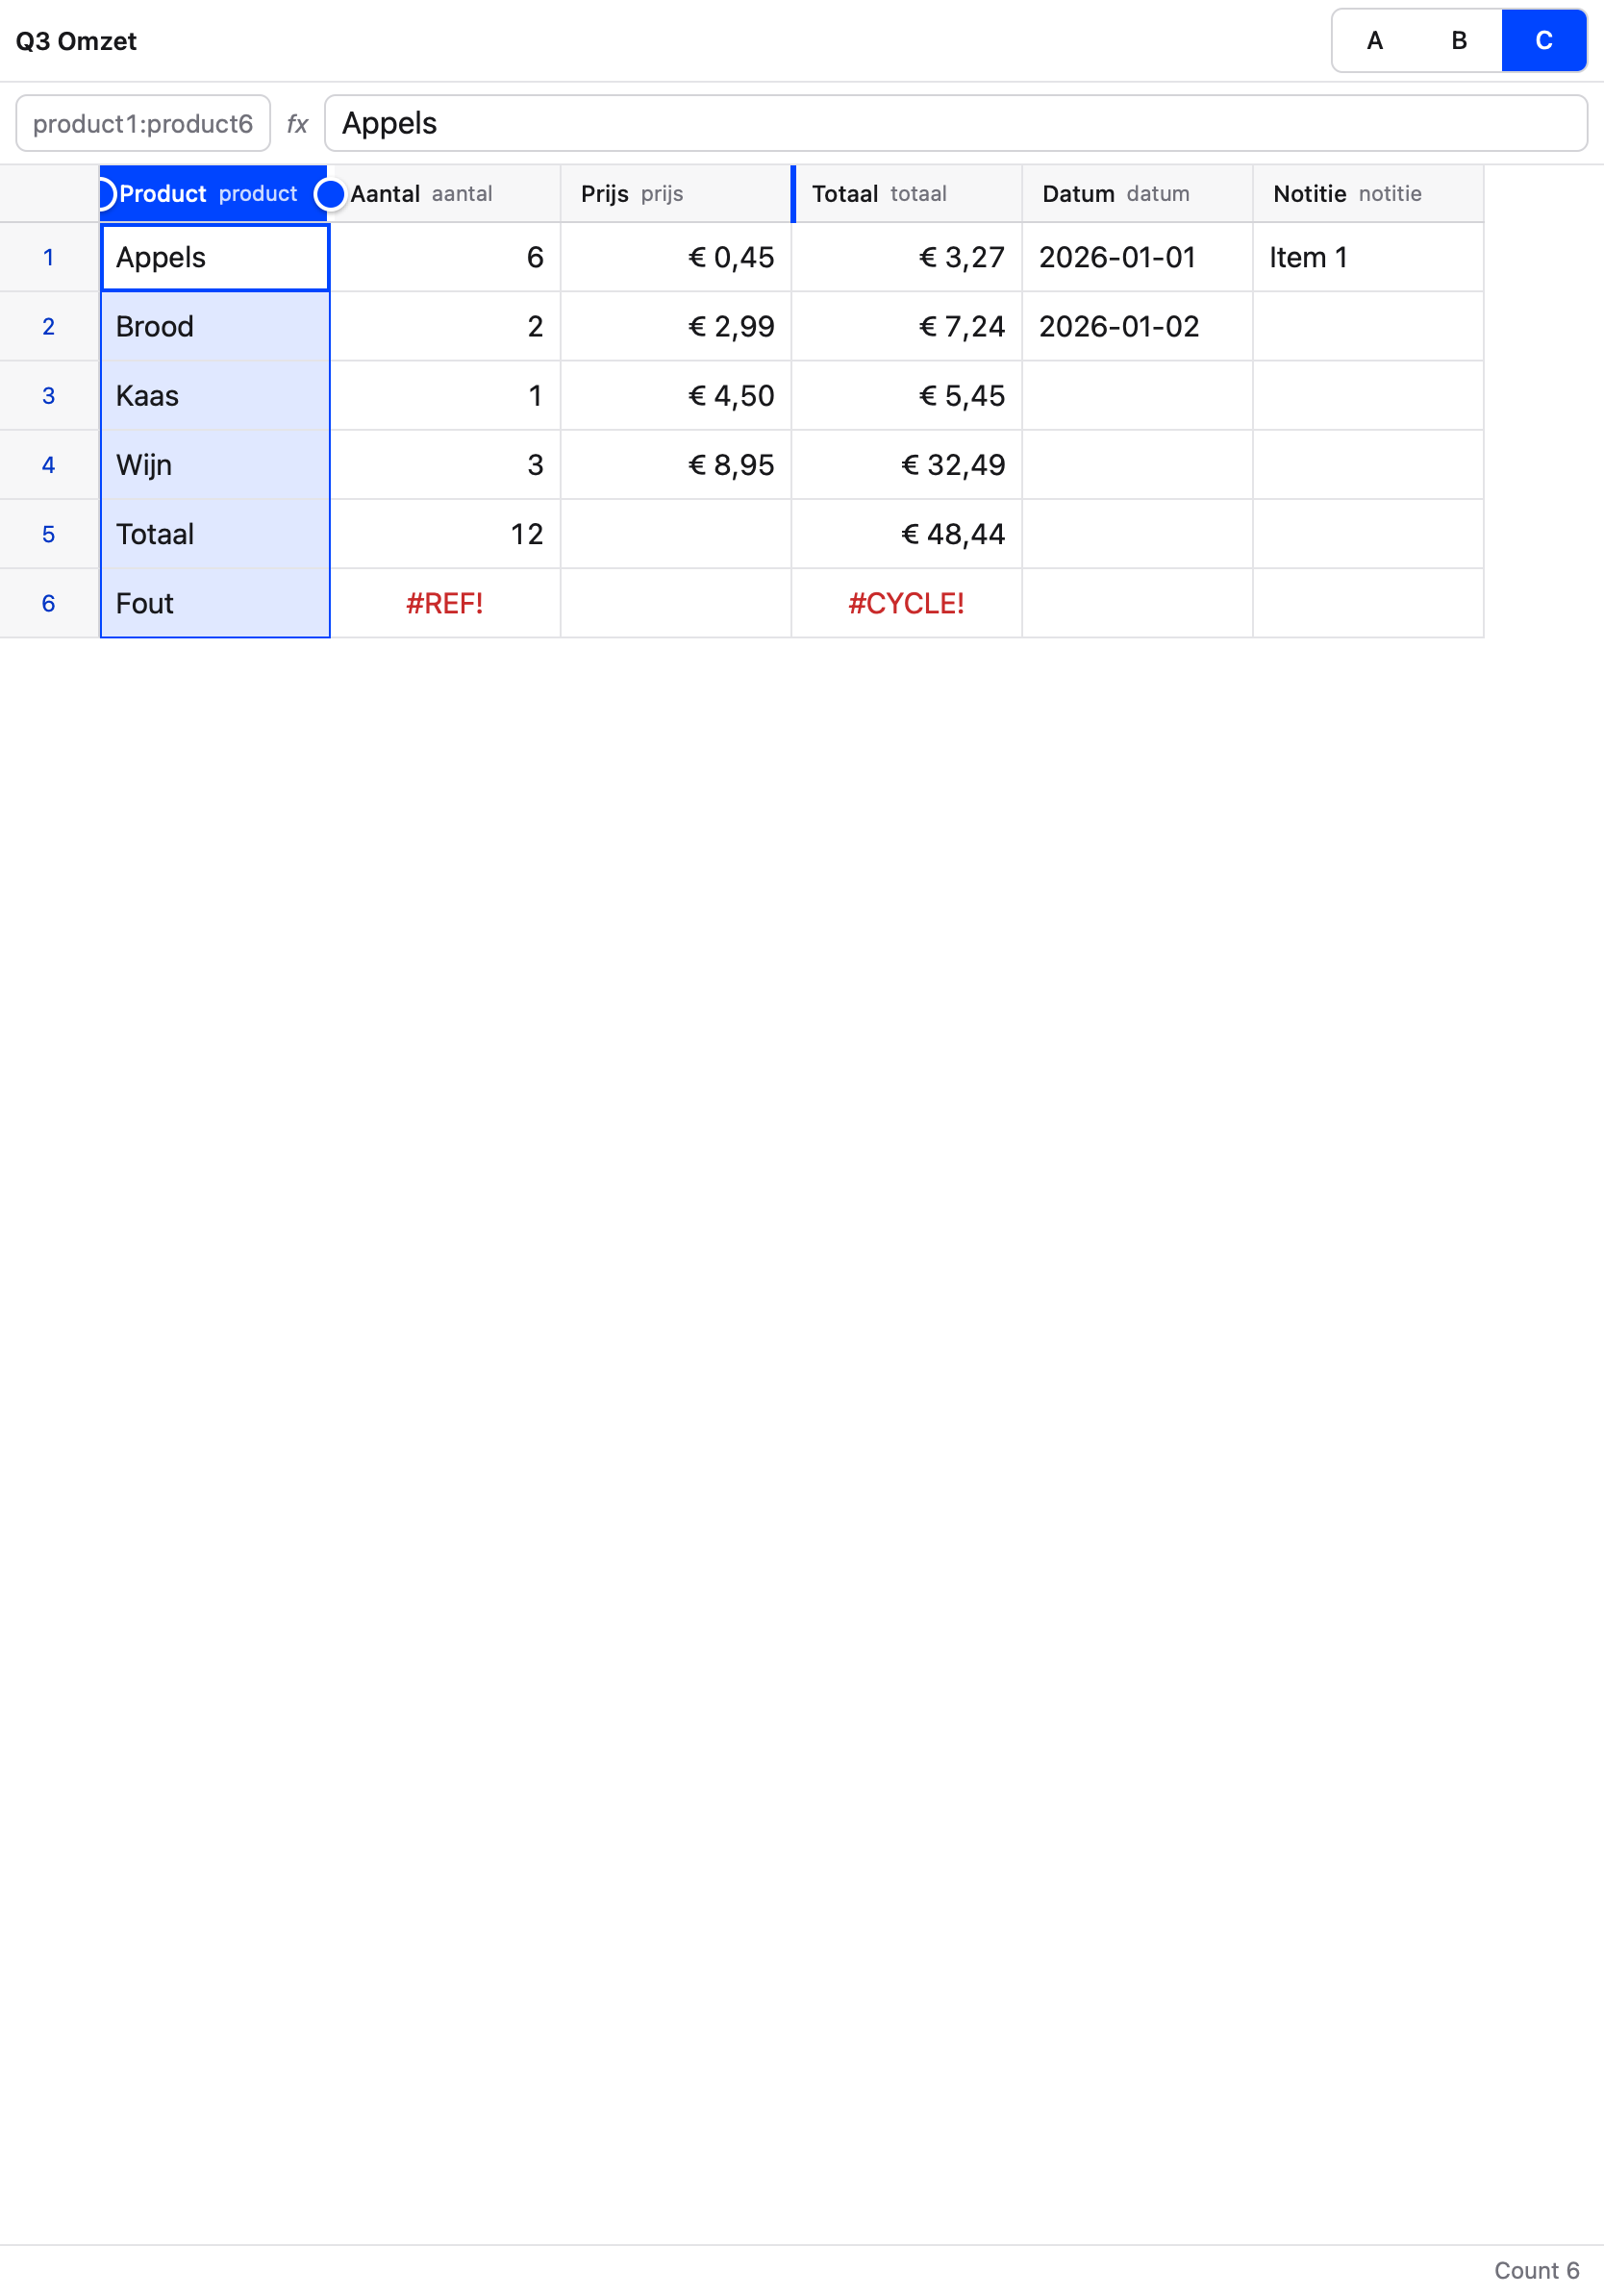 Q3 Omzet A B C
product1:product6 fx Appels
Product product Aantal aantal Prijs prijs Totaal totaal Datum datum Notitie notitie
1 Appels 6 € 0,45 € 3,27 2026-01-01 Item 1
2 Brood 2 € 2,99 € 7,24 2026-01-02
3 Kaas 1 € 4,50 € 5,45
4 Wijn 3 € 8,95 € 32,49
5 Totaal 12 € 48,44
6 Fout #REF! #CYCLE!
Count 6